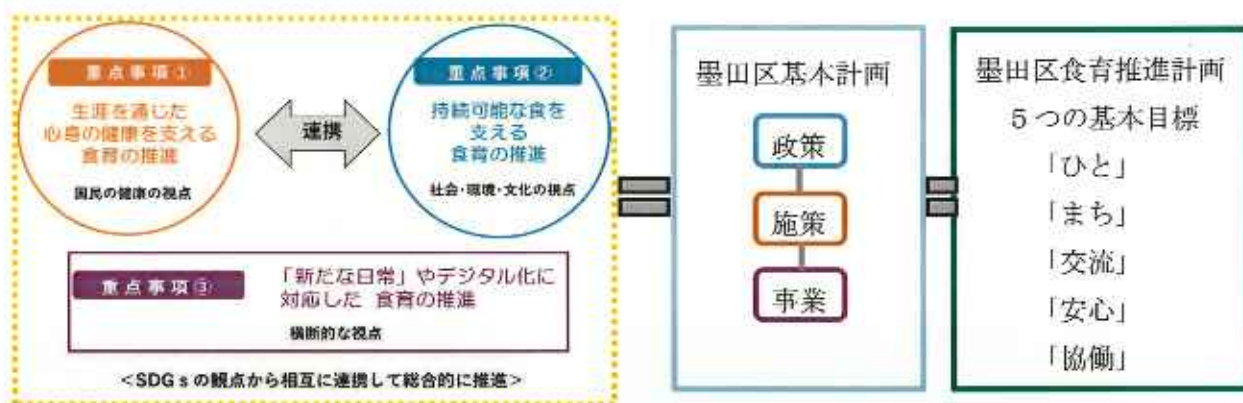 重点事項①
生涯を通じた
心身の健康を支える
食育の推進
国民の健康の視点
連携
重点事項②
持続可能な食を
支える
食育の推進
社会・環境・文化の視点
重点事項③
「新たな日常」やデジタル化に
対応した 食育の推進
横断的な視点
<SDGsの観点から相互に連携して総合的に推進>
墨田区基本計画
政策
施策
事業
墨田区食育推進計画
5つの基本目標
「ひと」
「まち」
「交流」
「安心」
「協働」